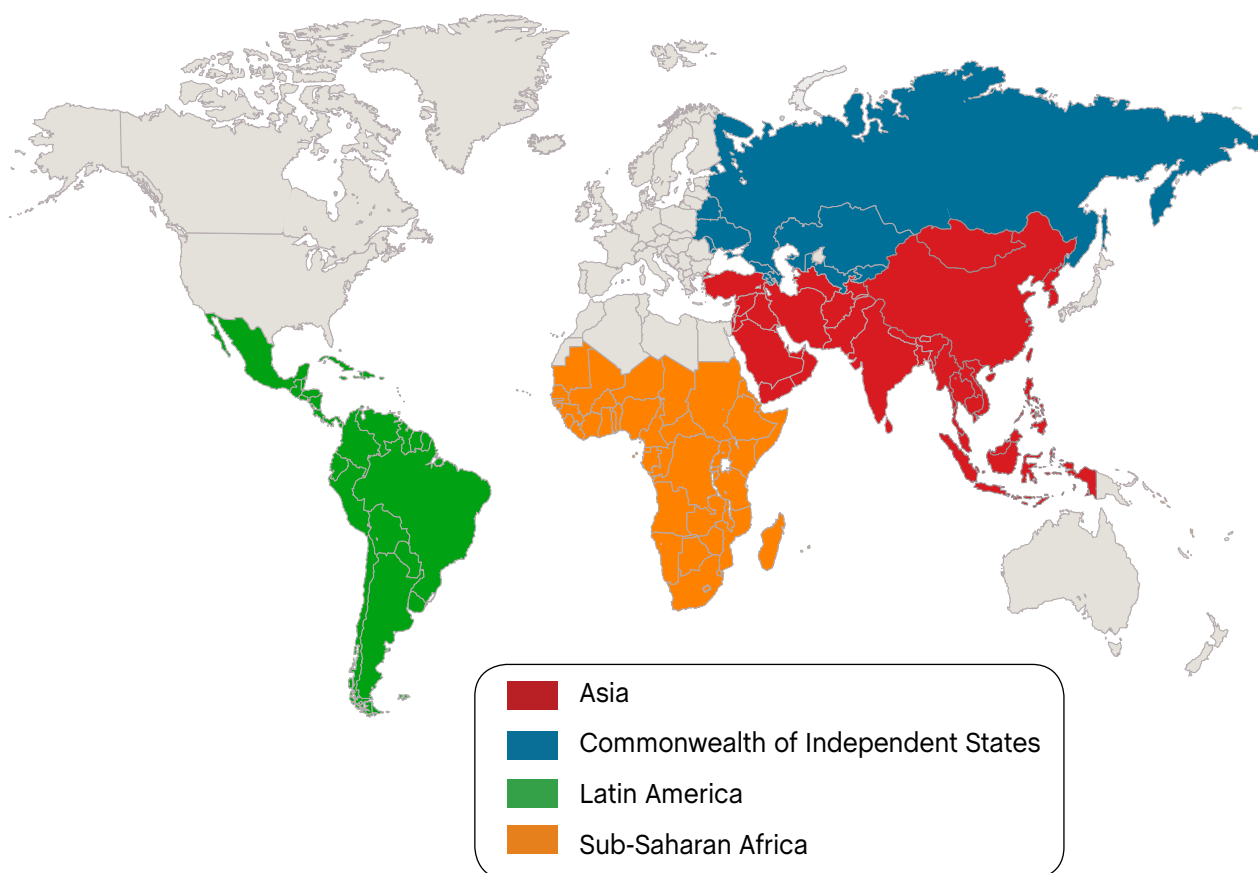 Asia
Commonwealth of Independent States
Latin America
Sub-Saharan Africa